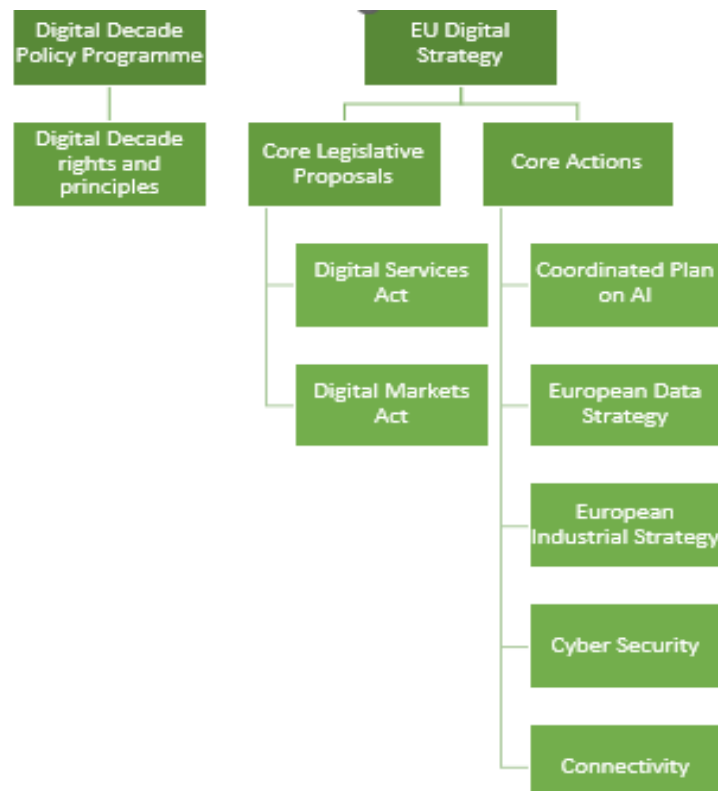 Digital Decade
Policy Programme
Digital Decade
rights and
principles
EU Digital
Strategy
Core Legislative
Proposals
Digital Services
Act
Digital Markets
Act
Core Actions
Coordinated Plan
on AI
European Data
Strategy
European
Industrial Strategy
Cyber Security
Connectivity